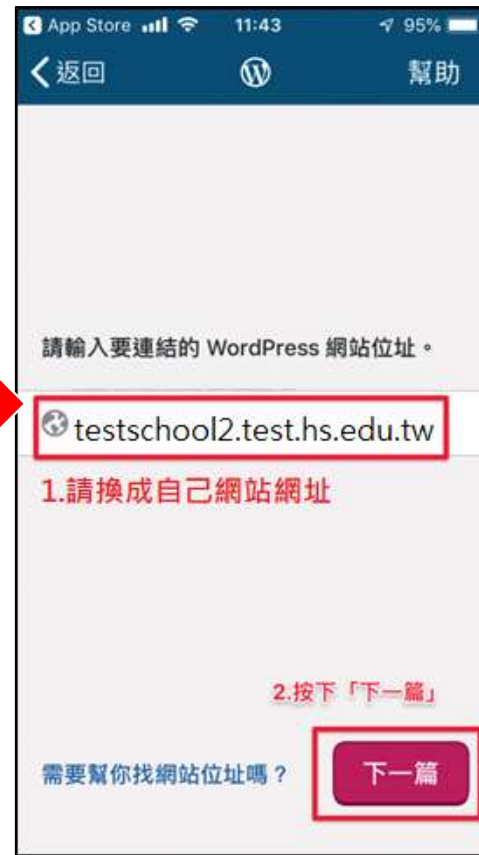 App Store 11:43 95%
返回 幫助
請輸入要連結的 WordPress 網站位址。
testschool2.test.hs.edu.tw
1.請換成自己網站網址
2.按下「下一篇」
需要幫你找網站位址嗎？ 下一篇